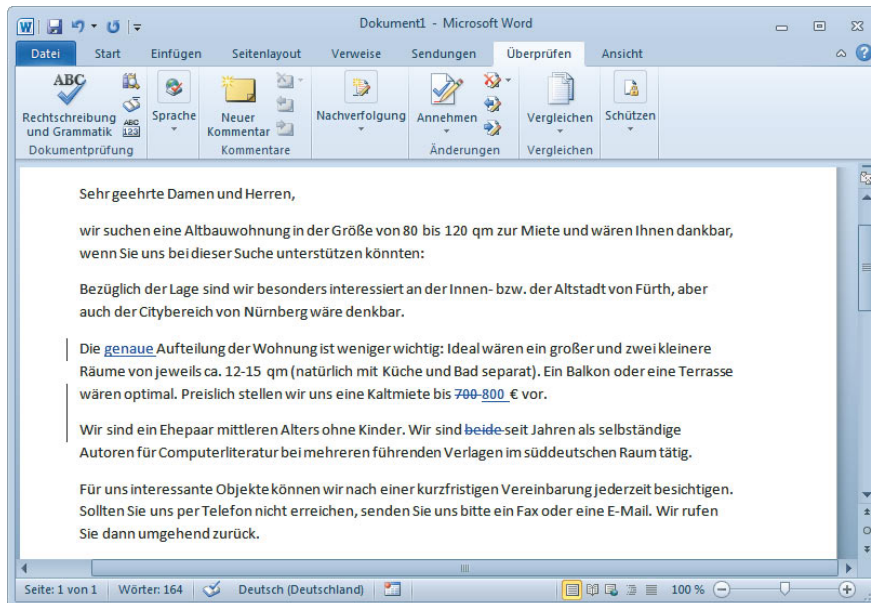 Dokument1 - Microsoft Word
Datei Start Einfügen Seitenlayout Verweise Sendungen Überprüfen Ansicht
ABC
Rechtschreibung und Grammatik
ABC 123
Sprache
Neuer Kommentar
Nachverfolgung
Annehmen
Vergleichen
Schützen
Dokumentprüfung Kommentare Änderungen Vergleichen
Sehr geehrte Damen und Herren,
wir suchen eine Altbauwohnung in der Größe von 80 bis 120 qm zur Miete und wären Ihnen dankbar,
wenn Sie uns bei dieser Suche unterstützen könnten:
Bezüglich der Lage sind wir besonders interessiert an der Innen- bzw. der Altstadt von Fürth, aber
auch der Citybereich von Nürnberg wäre denkbar.
Die genaue Aufteilung der Wohnung ist weniger wichtig: Ideal wären ein großer und zwei kleinere
Räume von jeweils ca. 12-15 qm (natürlich mit Küche und Bad separat). Ein Balkon oder eine Terrasse
wären optimal. Preislich stellen wir uns eine Kaltmiete bis 700 800 € vor.
Wir sind ein Ehepaar mittleren Alters ohne Kinder. Wir sind beide seit Jahren als selbständige
Autoren für Computerliteratur bei mehreren führenden Verlagen im süddeutschen Raum tätig.
Für uns interessante Objekte können wir nach einer kurzfristigen Vereinbarung jederzeit besichtigen.
Sollten Sie uns per Telefon nicht erreichen, senden Sie uns bitte ein Fax oder eine E-Mail. Wir rufen
Sie dann umgehend zurück.
Seite: 1 von 1 Wörter: 164 Deutsch (Deutschland) 100 %